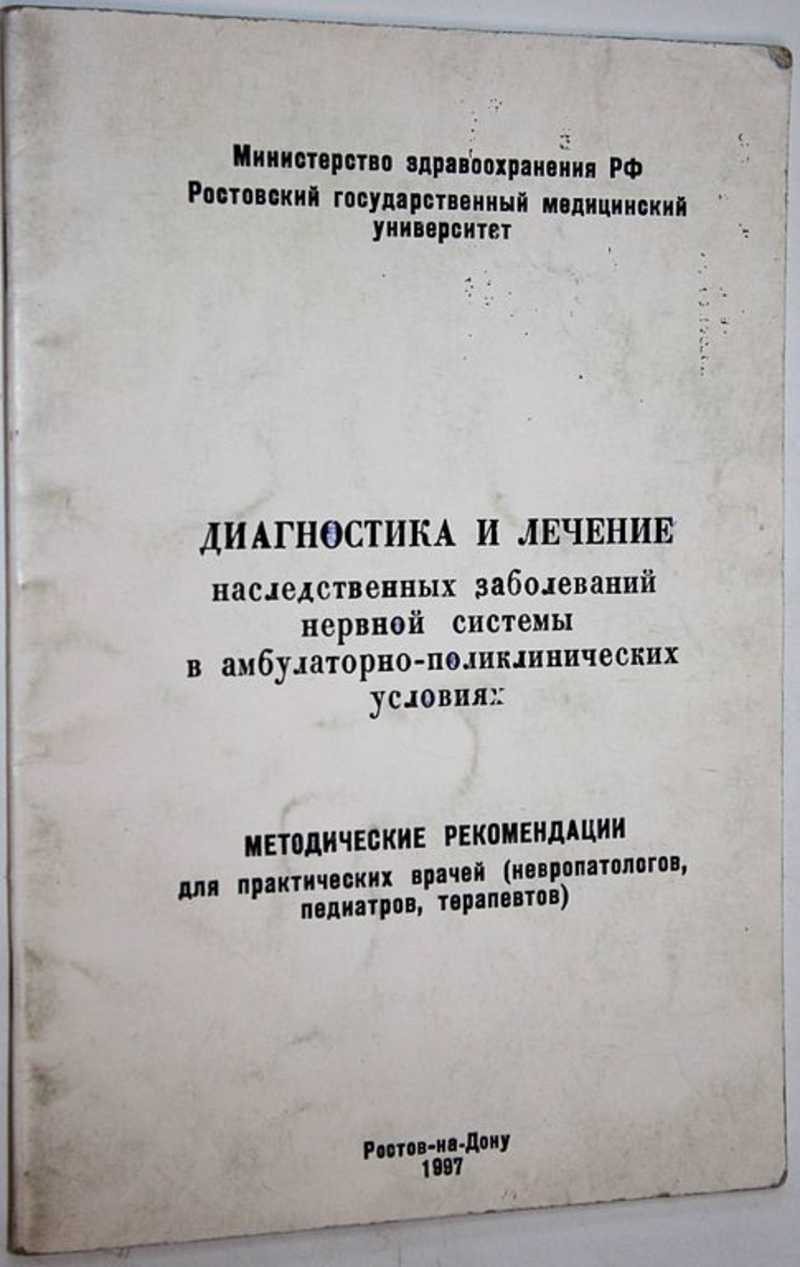 Министерство здравоохранения РФ
Ростовский государственный медицинский
университет
ДИАГНОСТИКА И ЛЕЧЕНИЕ
наследственных заболеваний
нервной системы
в амбулаторно-поликлинических
условиях
МЕТОДИЧЕСКИЕ РЕКОМЕНДАЦИИ
для практических врачей (невропатологов,
педиатров, терапевтов)
Ростов-на-Дону
1997